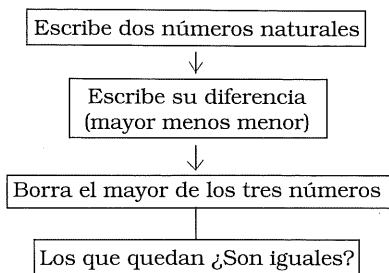 Escribe dos números naturales
Escribe su diferencia
(mayor menos menor)
Borra el mayor de los tres números
Los que quedan ¿Son iguales?